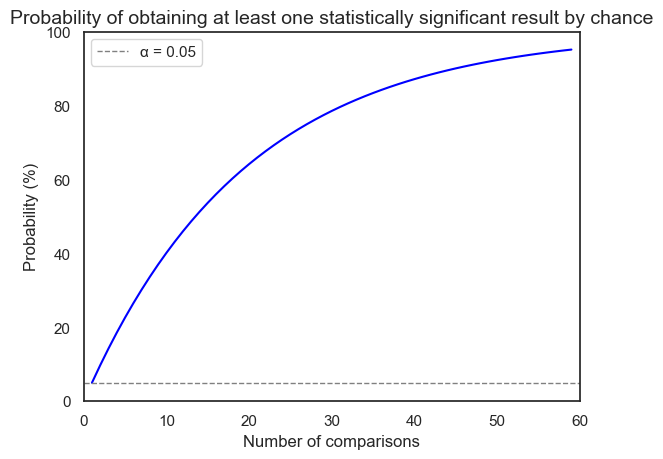 Probability of obtaining at least one statistically significant result by chance
100
80
60
40
20
0
Probability (%)
α = 0.05
0 10 20 30 40 50 60
Number of comparisons